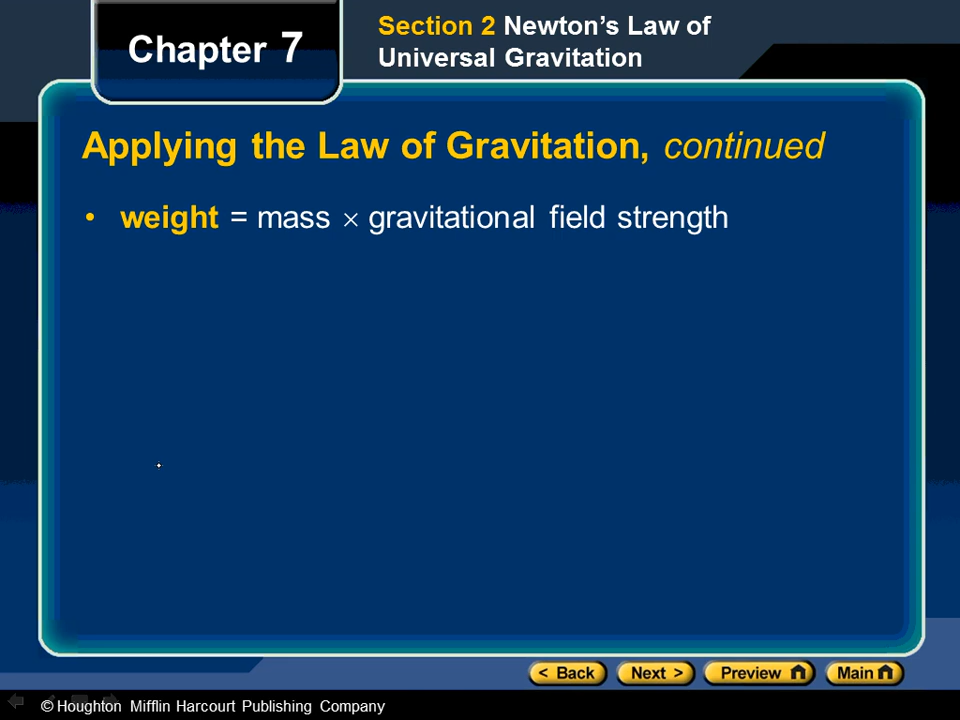 Chapter 7
Section 2 Newton’s Law of
Universal Gravitation
Applying the Law of Gravitation, continued
• weight = mass × gravitational field strength
< Back
Next >
Preview
Main
© Houghton Mifflin Harcourt Publishing Company